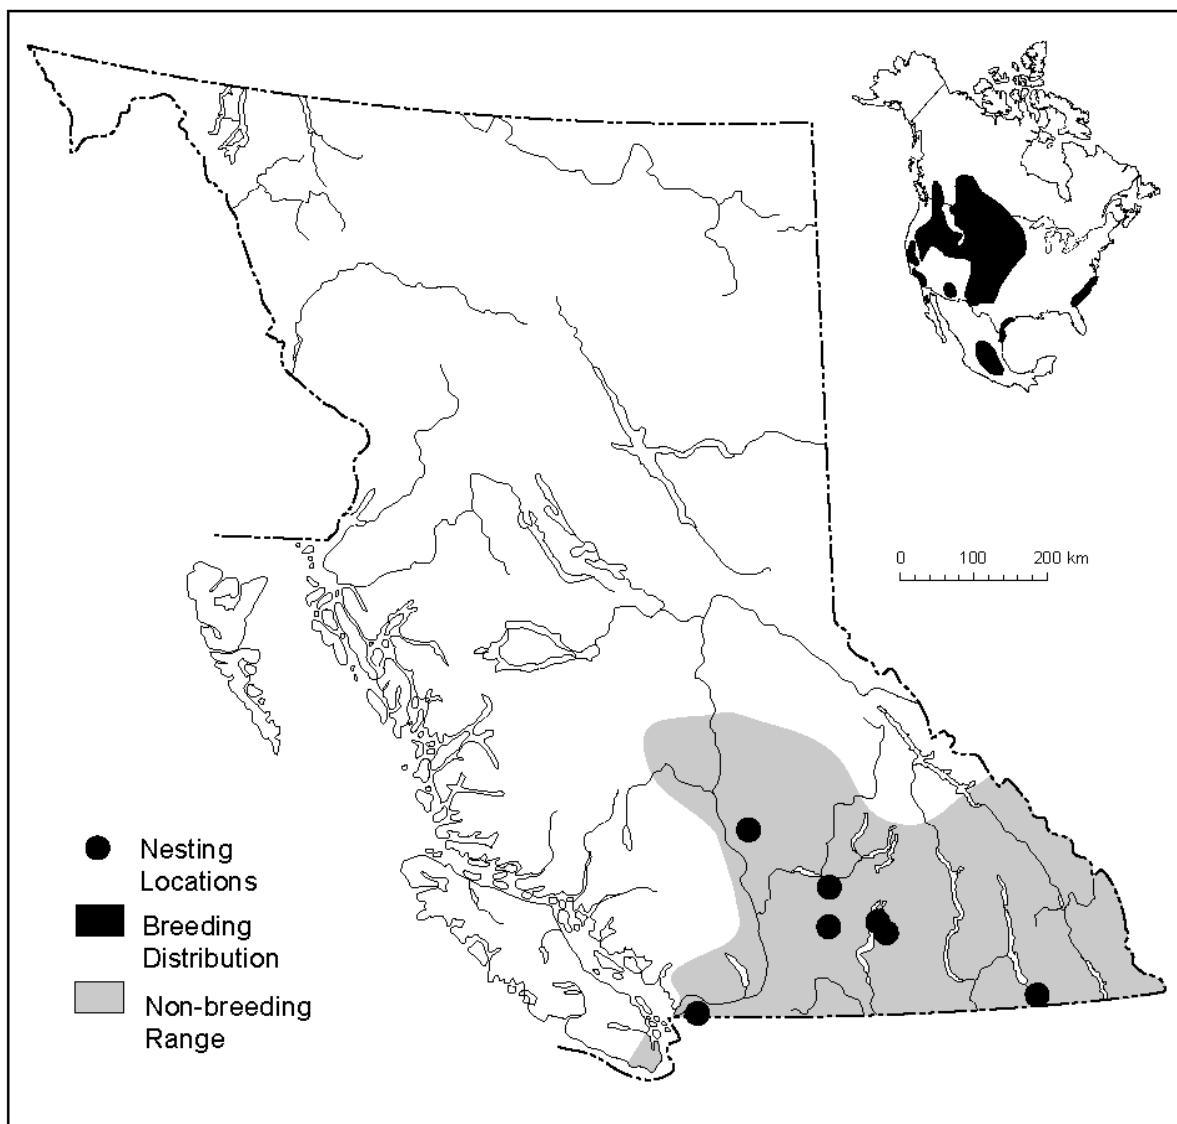 0 100 200 km
Nesting
Locations
Breeding
Distribution
Non-breeding
Range